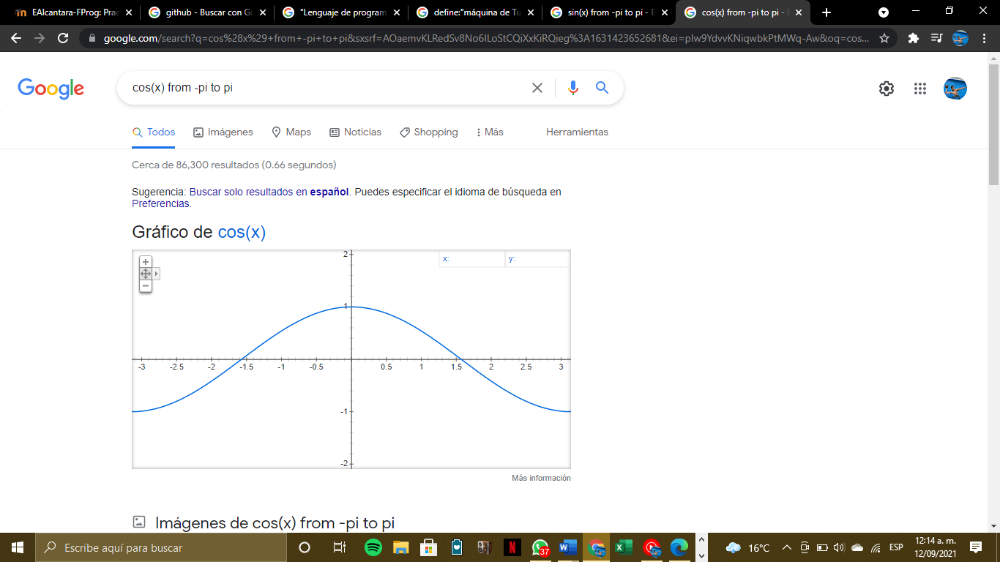 EAlcantara-FProg: Prac
github - Buscar con Go
"Lenguaje de program
define:"máquina de Tu
sin(x) from -pi to pi - B
cos(x) from -pi to pi -
google.com/search?q=cos%28x%29+from+-pi+to+pi&sxsrf=AOaemvKLRedSv8No6ILoStCQiXxKiRQieg%3A1631423652681&ei=pIw9YdvvKNiqwbkPtMWq-Aw&oq=cos...
Google
cos(x) from -pi to pi
Todos
Imágenes
Maps
Noticias
Shopping
Más
Herramientas
Cerca de 86,300 resultados (0.66 segundos)
Sugerencia: Buscar solo resultados en español. Puedes especificar el idioma de búsqueda en
Preferencias.
Gráfico de cos(x)
x:
y:
2
1
-3 -2.5 -2 -1.5 -1 -0.5 0.5 1 1.5 2 2.5 3
-1
-2
Más información
Imágenes de cos(x) from -pi to pi
Escribe aquí para buscar
37
16°C
ESP
12:14 a. m.
12/09/2021